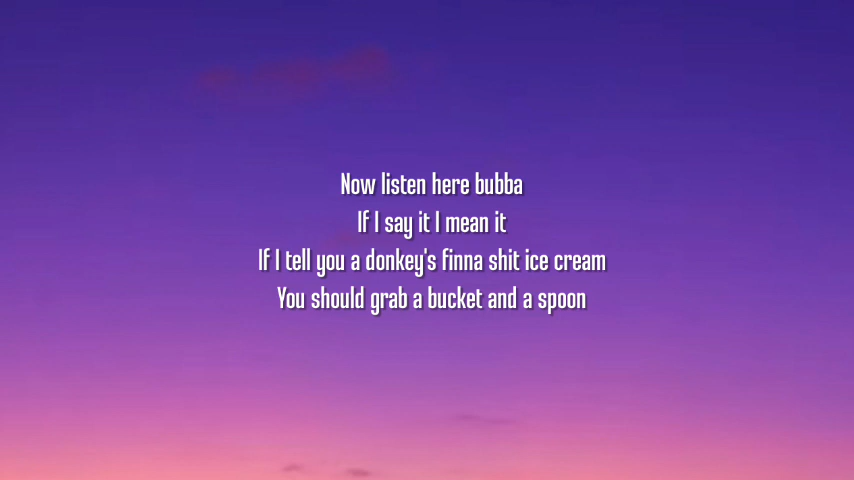 Now listen here bubba
If I say it I mean it
If I tell you a donkey's finna shit ice cream
You should grab a bucket and a spoon